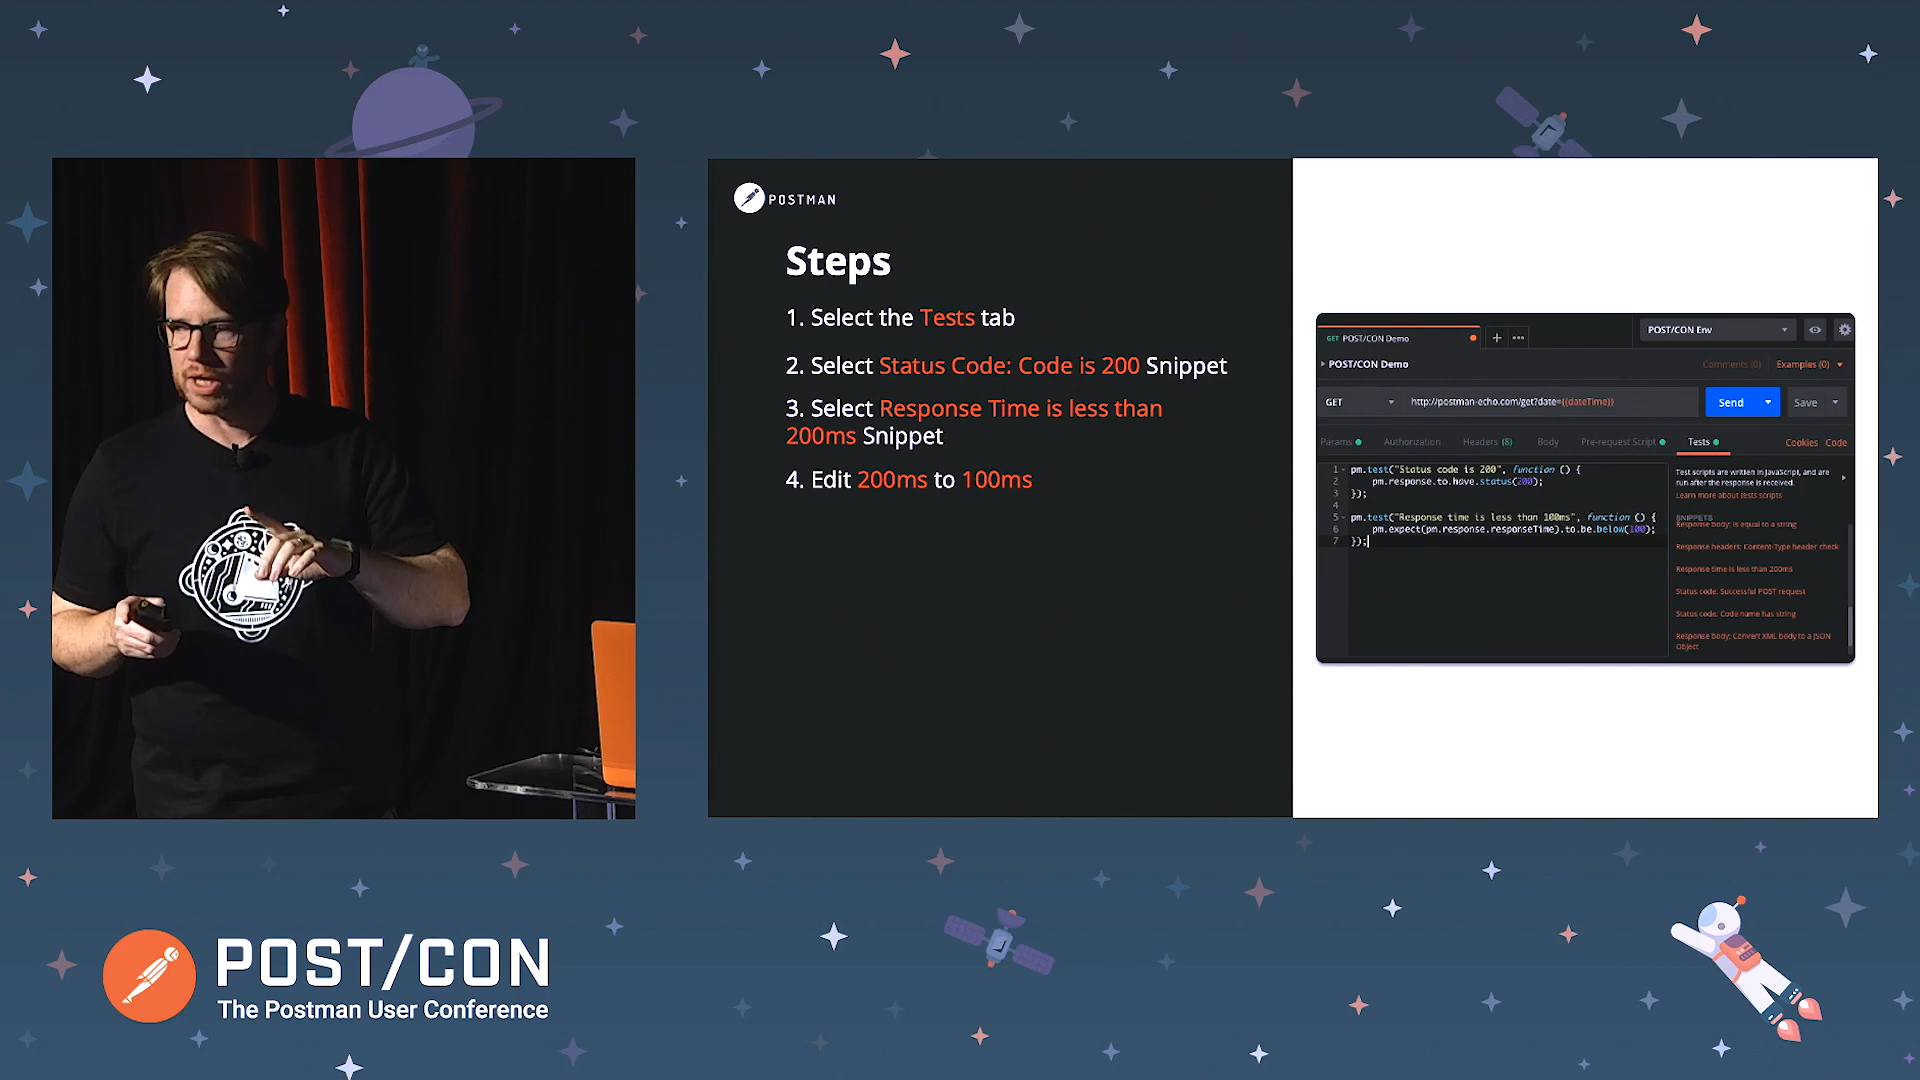 POSTMAN
Steps
1. Select the Tests tab
2. Select Status Code: Code is 200 Snippet
3. Select Response Time is less than
200ms Snippet
4. Edit 200ms to 100ms
GET POST/CON Demo
+ •••
POST/CON Env
POST/CON Demo
Comments (0) Examples (0)
GET http://postman-echo.com/get?date={{dateTime}} Send Save
Params Authorization Headers (8) Body Pre-request Script Tests Cookies Code
1 pm.test("Status code is 200", function () {
2 pm.response.to.have.status(200);
3 });
4
5 pm.test("Response time is less than 100ms", function () {
6 pm.expect(pm.response.responseTime).to.be.below(100);
7 });
Test scripts are written in JavaScript, and are
run after the response is received.
Learn more about tests scripts
SNIPPETS
Response body: Is equal to a string
Response headers: Content-Type header check
Response time is less than 200ms
Status code: Successful POST request
Status code: Code name has string
Response body: Convert XML body to a JSON
Object
POST/CON
The Postman User Conference